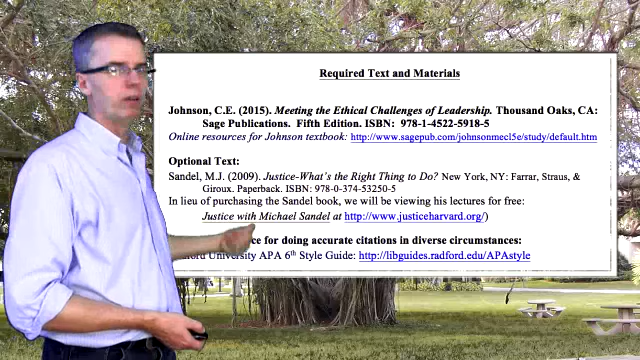 Required Text and Materials
Johnson, C.E. (2015). Meeting the Ethical Challenges of Leadership. Thousand Oaks, CA:
Sage Publications. Fifth Edition. ISBN: 978-1-4522-5918-5
Online resources for Johnson textbook: http://www.sagepub.com/johnsonmecl5e/study/default.htm
Optional Text:
Sandel, M.J. (2009). Justice-What's the Right Thing to Do? New York, NY: Farrar, Straus, &
Giroux. Paperback. ISBN: 978-0-374-53250-5
In lieu of purchasing the Sandel book, we will be viewing his lectures for free:
Justice with Michael Sandel at http://www.justiceharvard.org/)
for doing accurate citations in diverse circumstances:
University APA 6th Style Guide: http://libguides.radford.edu/APAstyle